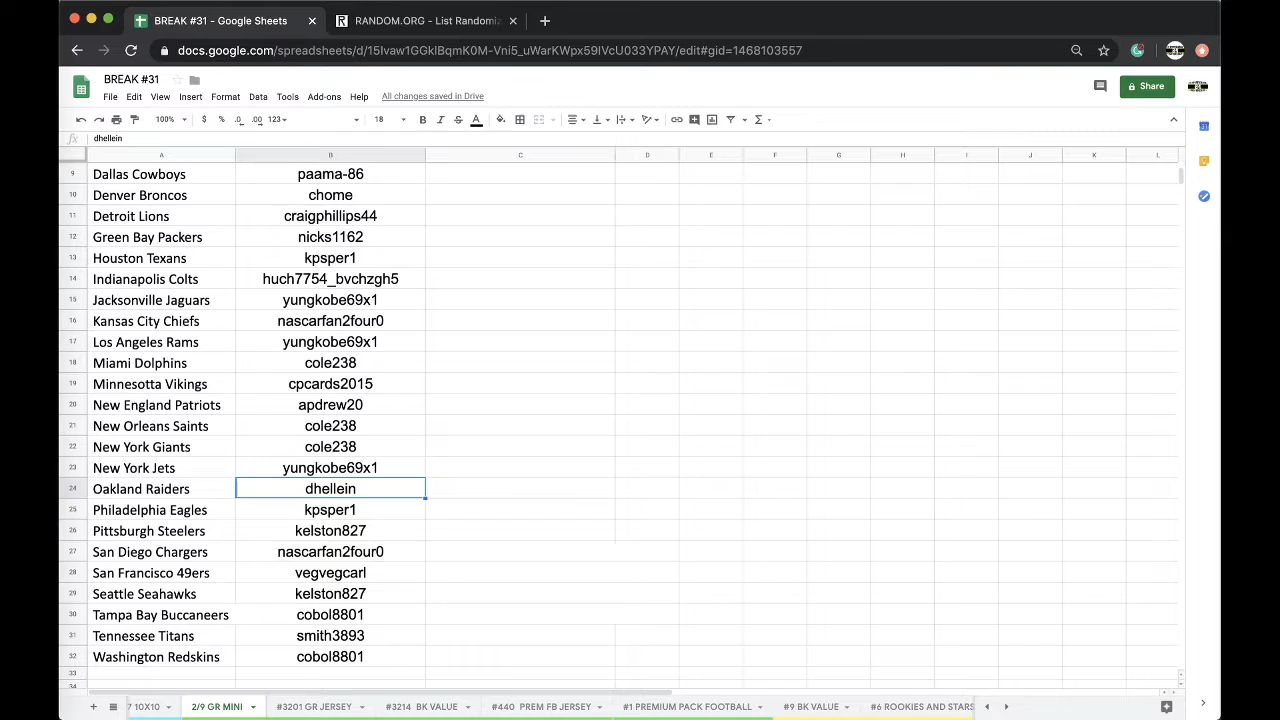 BREAK #31 - Google Sheets
RANDOM.ORG - List Randomiz
docs.google.com/spreadsheets/d/15Ivaw1GGkIBqmK0M-Vni5_uWarKWpx59IVcU033YPAY/edit#gid=1468103557
BREAK #31
File Edit View Insert Format Data Tools Add-ons Help All changes saved in Drive
Share
100% $ % .0 .00 123 18 B I S A
fx dhellein
A B C D E F G H I J K L
9 Dallas Cowboys paama-86
10 Denver Broncos chome
11 Detroit Lions craigphillips44
12 Green Bay Packers nicks1162
13 Houston Texans kpsper1
14 Indianapolis Colts huch7754_bvchzgh5
15 Jacksonville Jaguars yungkobe69x1
16 Kansas City Chiefs nascarfan2four0
17 Los Angeles Rams yungkobe69x1
18 Miami Dolphins cole238
19 Minnesotta Vikings cpcards2015
20 New England Patriots apdrew20
21 New Orleans Saints cole238
22 New York Giants cole238
23 New York Jets yungkobe69x1
24 Oakland Raiders dhellein
25 Philadelphia Eagles kpsper1
26 Pittsburgh Steelers kelston827
27 San Diego Chargers nascarfan2four0
28 San Francisco 49ers vegvegcarl
29 Seattle Seahawks kelston827
30 Tampa Bay Buccaneers cobol8801
31 Tennessee Titans smith3893
32 Washington Redskins cobol8801
33
34
7 10X10 2/9 GR MINI #3201 GR JERSEY #3214 BK VALUE #440 PREM FB JERSEY #1 PREMIUM PACK FOOTBALL #9 BK VALUE #6 ROOKIES AND STARS